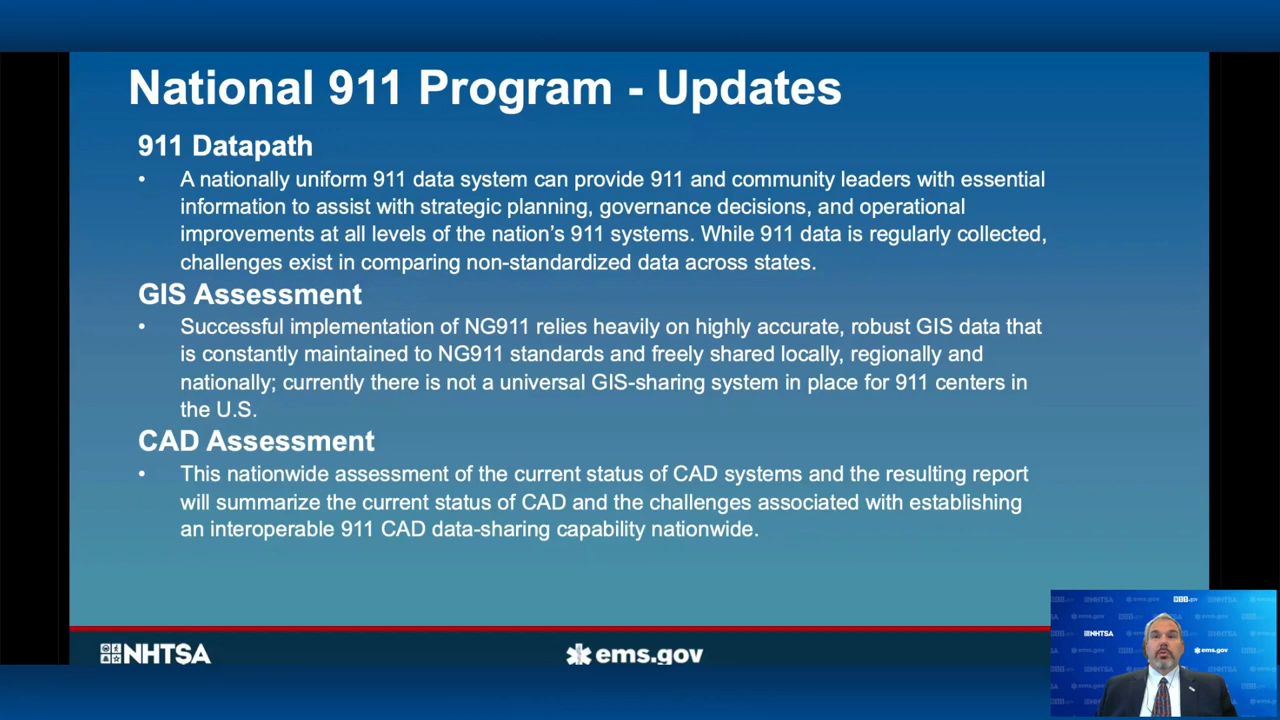 National 911 Program - Updates
911 Datapath
• A nationally uniform 911 data system can provide 911 and community leaders with essential
information to assist with strategic planning, governance decisions, and operational
improvements at all levels of the nation's 911 systems. While 911 data is regularly collected,
challenges exist in comparing non-standardized data across states.
GIS Assessment
• Successful implementation of NG911 relies heavily on highly accurate, robust GIS data that
is constantly maintained to NG911 standards and freely shared locally, regionally and
nationally; currently there is not a universal GIS-sharing system in place for 911 centers in
the U.S.
CAD Assessment
• This nationwide assessment of the current status of CAD systems and the resulting report
will summarize the current status of CAD and the challenges associated with establishing
an interoperable 911 CAD data-sharing capability nationwide.
NHTSA
ems.gov
NHTSA
ems.gov